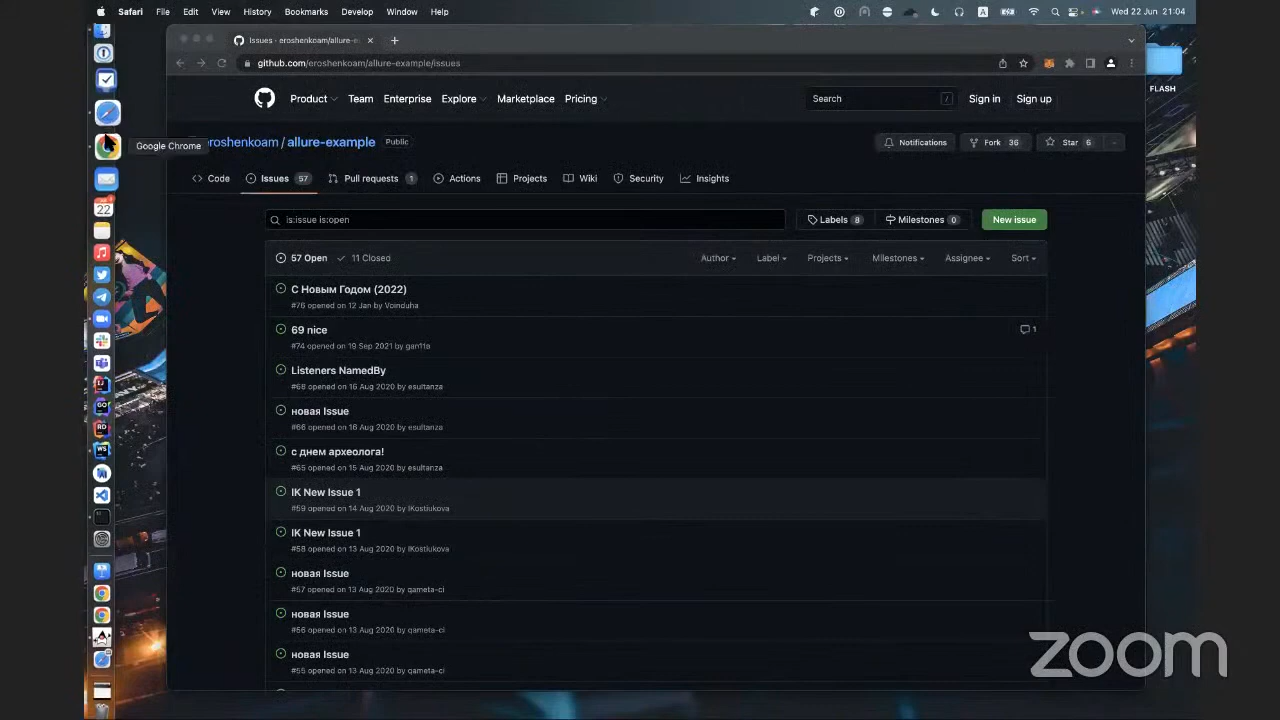 Safari File Edit View History Bookmarks Develop Window Help
A
Wed 22 Jun 21:04
Issues · eroshenkoam/allure-e
github.com/eroshenkoam/allure-example/issues
FLASH
Product Team Enterprise Explore Marketplace Pricing
Search /
Sign in Sign up
Google Chrome
eroshenkoam / allure-example Public
Notifications Fork 36 Star 6
Code Issues 57 Pull requests 1 Actions Projects Wiki Security Insights
22
is:issue is:open
Labels 8 Milestones 0 New issue
57 Open 11 Closed
Author Label Projects Milestones Assignee Sort
С Новым Годом (2022)
#76 opened on 12 Jan by Voinduha
69 nice
1
#74 opened on 19 Sep 2021 by gan11a
Listeners NamedBy
#68 opened on 16 Aug 2020 by esultanza
новая Issue
#66 opened on 16 Aug 2020 by esultanza
с днем археолога!
#65 opened on 15 Aug 2020 by esultanza
IK New Issue 1
#59 opened on 14 Aug 2020 by IKostiukova
IK New Issue 1
#58 opened on 13 Aug 2020 by IKostiukova
новая Issue
#57 opened on 13 Aug 2020 by qameta-ci
новая Issue
#56 opened on 13 Aug 2020 by qameta-ci
новая Issue
#55 opened on 13 Aug 2020 by qameta-ci
IJ
GO
RD
WS
zoom